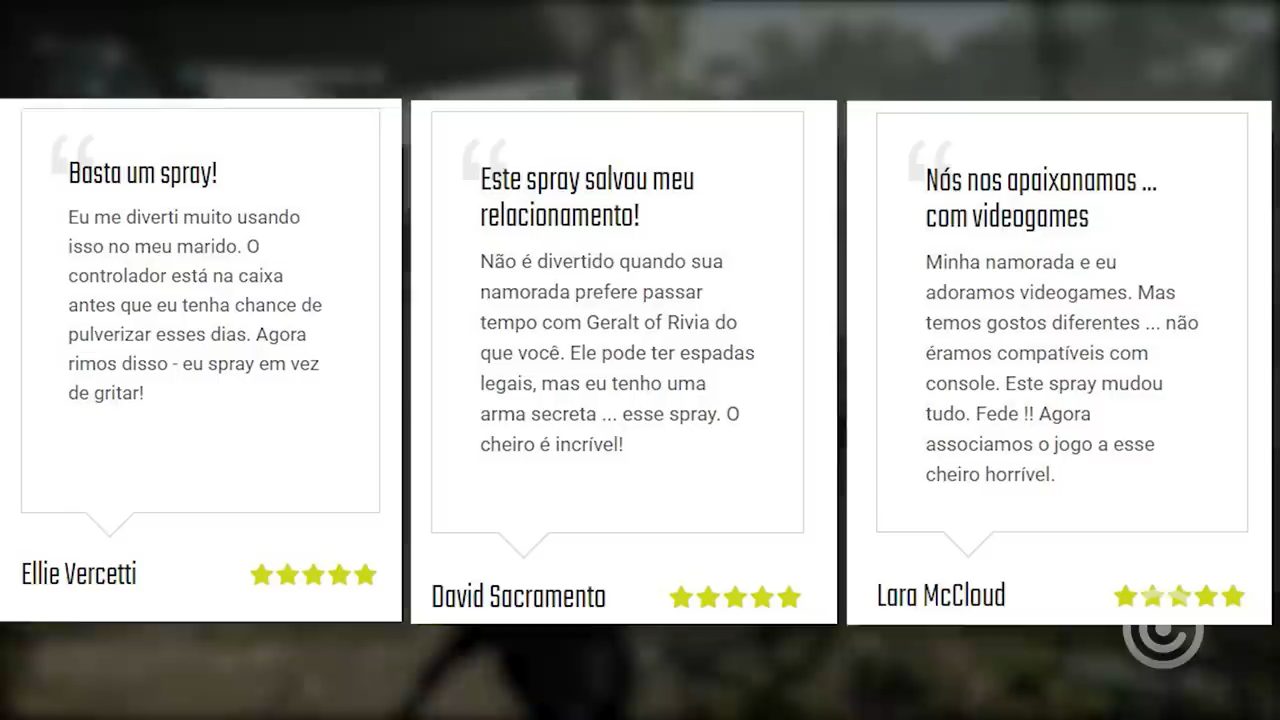 Basta um spray!
Eu me diverti muito usando
isso no meu marido. O
controlador está na caixa
antes que eu tenha chance de
pulverizar esses dias. Agora
rimos disso - eu spray em vez
de gritar!
Ellie Vercetti
Este spray salvou meu
relacionamento!
Não é divertido quando sua
namorada prefere passar
tempo com Geralt of Rivia do
que você. Ele pode ter espadas
legais, mas eu tenho uma
arma secreta ... esse spray. O
cheiro é incrível!
David Sacramento
Nós nos apaixonamos ...
com videogames
Minha namorada e eu
adoramos videogames. Mas
temos gostos diferentes ... não
éramos compatíveis com
console. Este spray mudou
tudo. Fede !! Agora
associamos o jogo a esse
cheiro horrível.
Lara McCloud